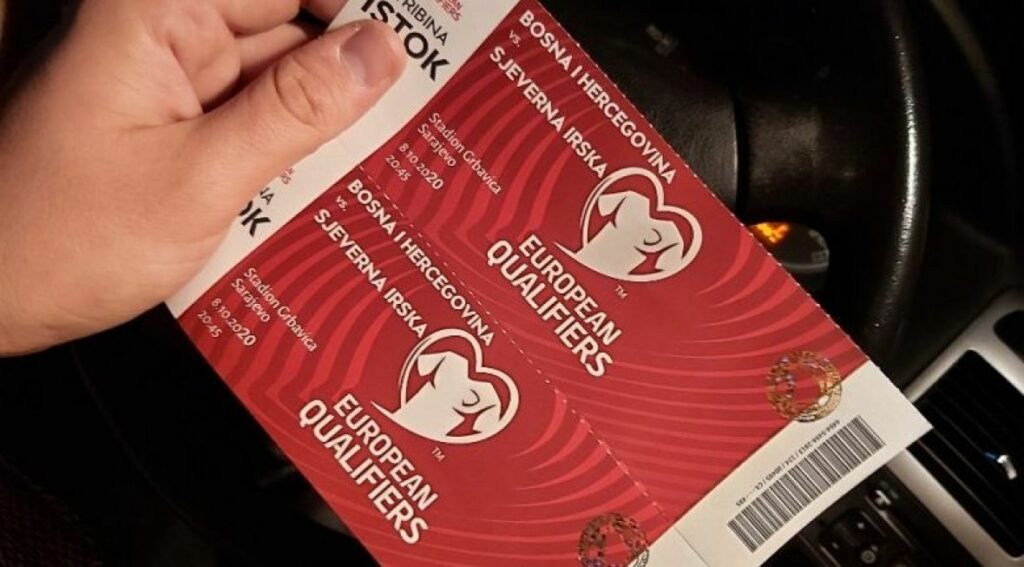 TRIBINA
ISTOK
BOSNA I HERCEGOVINA
vs.
SJEVERNA IRSKA
Stadion Grbavica
Sarajevo
8.10.2020
20:45
EUROPEAN
QUALIFIERS
TM
BOSNA I HERCEGOVINA
vs.
SJEVERNA IRSKA
Stadion Grbavica
Sarajevo
8.10.2020
20:45
EUROPEAN
QUALIFIERS
TM